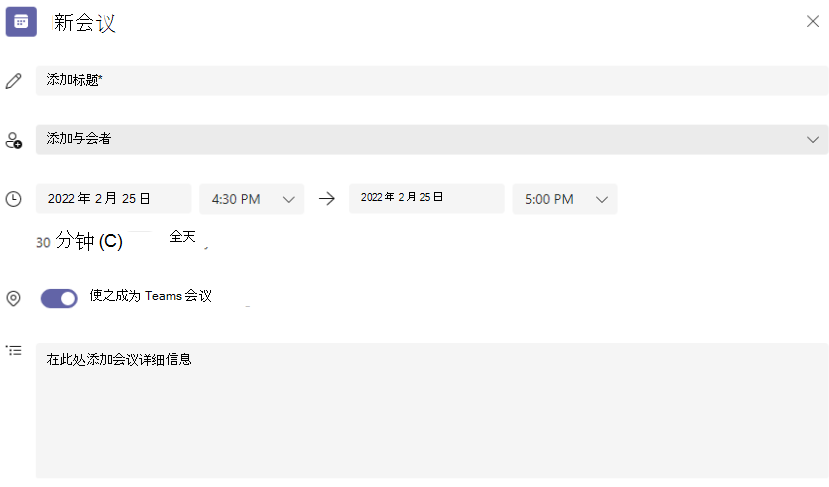 新会议
添加标题*
添加与会者
2022 年 2 月 25 日 4:30 PM → 2022 年 2 月 25 日 5:00 PM
30 分钟 (C) 全天
使之成为 Teams 会议
在此处添加会议详细信息